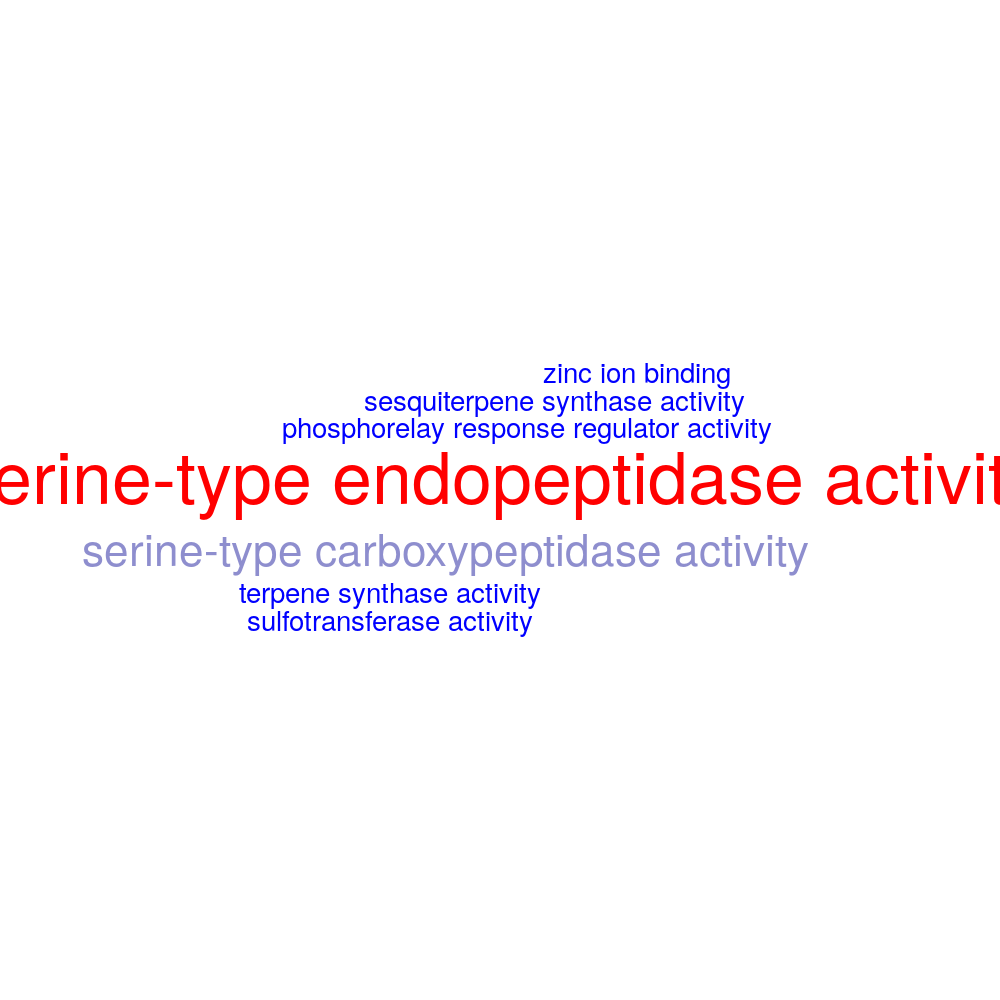 zinc ion binding
sesquiterpene synthase activity
phosphorelay response regulator activity
erine-type endopeptidase activit
serine-type carboxypeptidase activity
terpene synthase activity
sulfotransferase activity